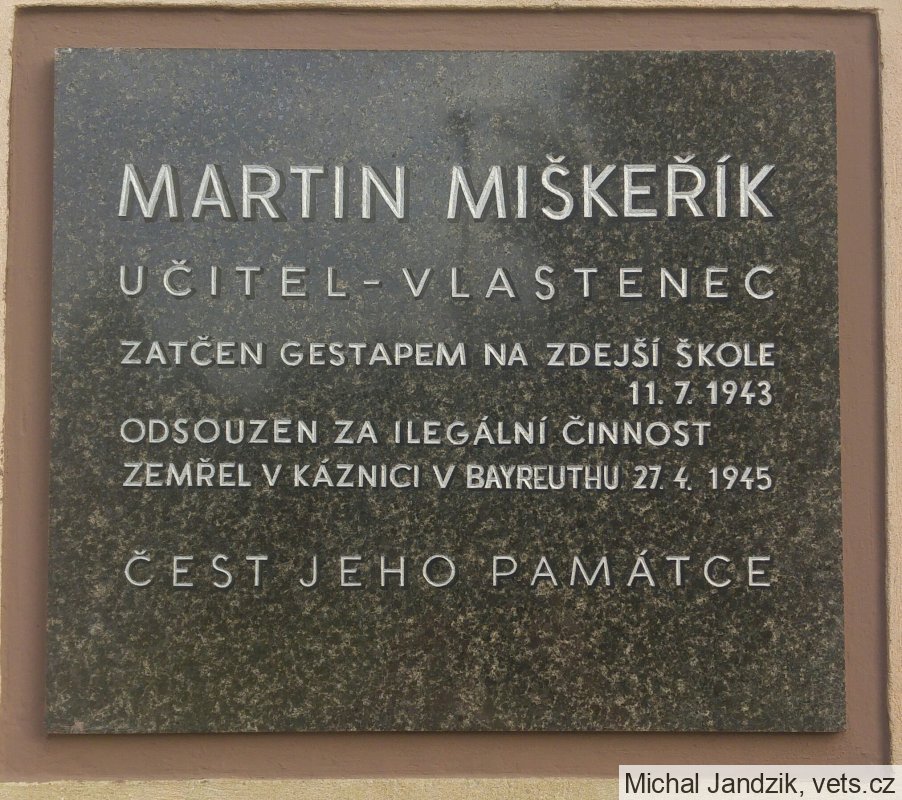 MARTIN MIŠKEŘÍK
UČITEL - VLASTENEC
ZATČEN GESTAPEM NA ZDEJŠÍ ŠKOLE
11. 7. 1943
ODSOUZEN ZA ILEGÁLNÍ ČINNOST
ZEMŘEL V KÁZNICI V BAYREUTHU 27. 4. 1945
ČEST JEHO PAMÁTCE
Michal Jandzik, vets.cz